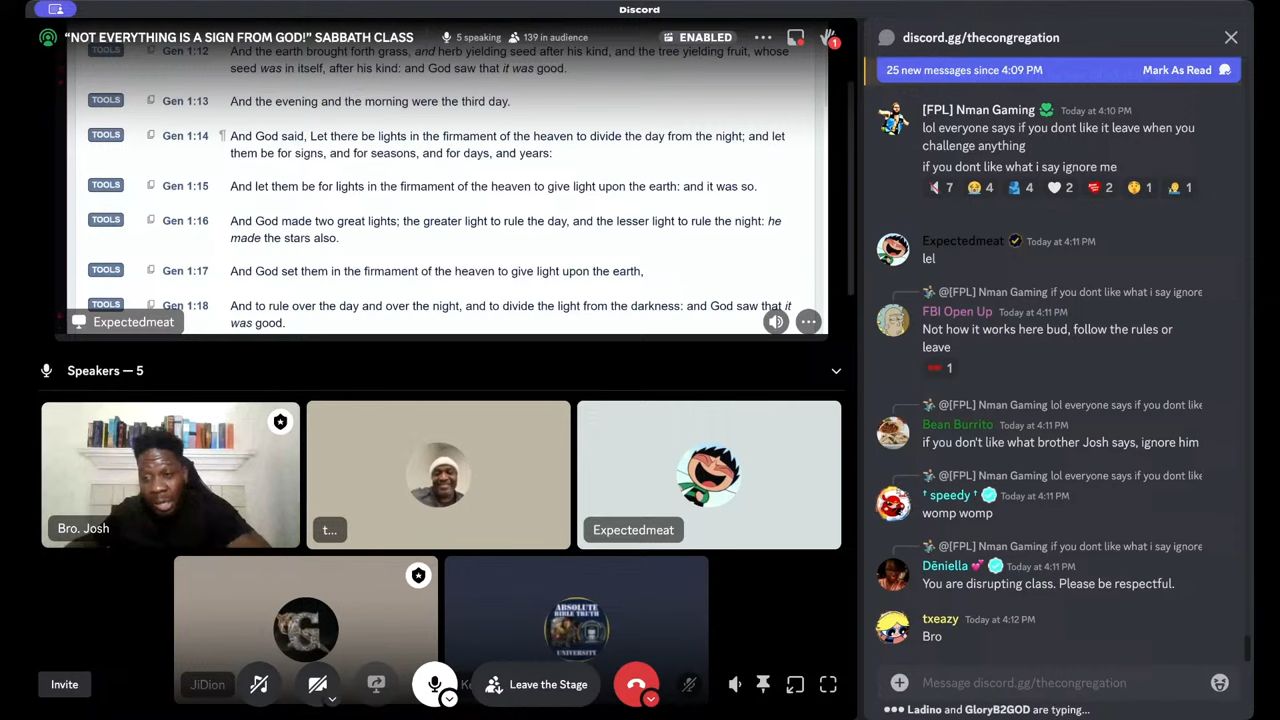 Discord
“NOT EVERYTHING IS A SIGN FROM GOD!” SABBATH CLASS
5 speaking
139 in audience
ENABLED
1
TOOLS Gen 1:12 And the earth brought forth grass, and herb yielding seed after his kind, and the tree yielding fruit, whose
seed was in itself, after his kind: and God saw that it was good.
TOOLS Gen 1:13 And the evening and the morning were the third day.
TOOLS Gen 1:14 ¶ And God said, Let there be lights in the firmament of the heaven to divide the day from the night; and let
them be for signs, and for seasons, and for days, and years:
TOOLS Gen 1:15 And let them be for lights in the firmament of the heaven to give light upon the earth: and it was so.
TOOLS Gen 1:16 And God made two great lights; the greater light to rule the day, and the lesser light to rule the night: he
made the stars also.
TOOLS Gen 1:17 And God set them in the firmament of the heaven to give light upon the earth,
TOOLS Gen 1:18 And to rule over the day and over the night, and to divide the light from the darkness: and God saw that it
was good.
Expectedmeat
Speakers — 5
Bro. Josh
t...
Expectedmeat
G
ABSOLUTE
BIBLE TRUTH
UNIVERSITY
JiDion
Ke
Invite
Leave the Stage
discord.gg/thecongregation
25 new messages since 4:09 PM Mark As Read
[FPL] Nman Gaming Today at 4:10 PM
lol everyone says if you dont like it leave when you
challenge anything
if you dont like what i say ignore me
7 4 4 2 2 1 1
Expectedmeat Today at 4:11 PM
lel
@[FPL] Nman Gaming if you dont like what i say ignore
FBI Open Up Today at 4:11 PM
Not how it works here bud, follow the rules or
leave
1
@[FPL] Nman Gaming lol everyone says if you dont like
Bean Burrito Today at 4:11 PM
if you don't like what brother Josh says, ignore him
@[FPL] Nman Gaming lol everyone says if you dont like
† speedy † Today at 4:11 PM
womp womp
@[FPL] Nman Gaming if you dont like what i say ignore
Dēniella Today at 4:11 PM
You are disrupting class. Please be respectful.
txeazy Today at 4:12 PM
Bro
Message discord.gg/thecongregation
Ladino and GloryB2GOD are typing...